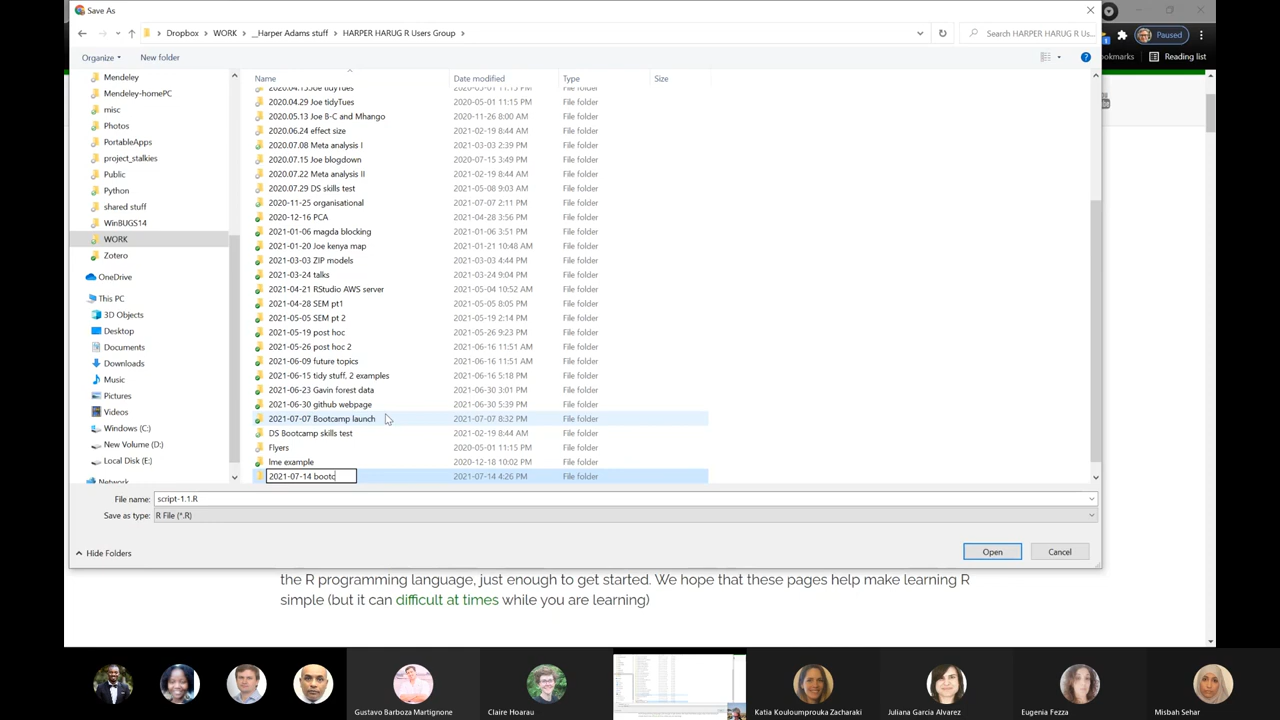 Save As
Dropbox > WORK > __Harper Adams stuff > HARPER HARUG R Users Group >
Search HARPER HARUG R Us...
Paused
Organize
New folder
okmarks
Reading list
Name
Date modified
Type
Size
Mendeley
Mendeley-homePC
misc
Photos
PortableApps
project_stalkies
Public
Python
shared stuff
WinBUGS14
WORK
Zotero
OneDrive
This PC
3D Objects
Desktop
Documents
Downloads
Music
Pictures
Videos
Windows (C:)
New Volume (D:)
Local Disk (E:)
Network
2020.04.15 Joe tidyTues 2020-05-01 11:15 PM File folder
2020.04.29 Joe tidyTues 2020-05-01 11:15 PM File folder
2020.05.13 Joe B-C and Mhango 2020-11-26 8:00 AM File folder
2020.06.24 effect size 2021-02-19 8:44 AM File folder
2020.07.08 Meta analysis I 2021-03-03 2:39 PM File folder
2020.07.15 Joe blogdown 2020-07-15 3:49 PM File folder
2020.07.22 Meta analysis II 2021-02-19 8:44 AM File folder
2020.07.29 DS skills test 2021-05-08 9:03 AM File folder
2020-11-25 organisational 2021-07-07 2:11 PM File folder
2020-12-16 PCA 2021-04-28 3:56 PM File folder
2021-01-06 magda blocking 2021-01-06 3:51 PM File folder
2021-01-20 Joe kenya map 2021-01-21 10:48 AM File folder
2021-03-03 ZIP models 2021-03-03 4:44 PM File folder
2021-03-24 talks 2021-03-24 9:04 PM File folder
2021-04-21 RStudio AWS server 2021-05-04 10:52 AM File folder
2021-04-28 SEM pt1 2021-05-05 8:05 PM File folder
2021-05-05 SEM pt 2 2021-05-19 2:14 PM File folder
2021-05-19 post hoc 2021-05-26 9:23 PM File folder
2021-05-26 post hoc 2 2021-06-16 11:51 AM File folder
2021-06-09 future topics 2021-06-16 11:51 AM File folder
2021-06-15 tidy stuff, 2 examples 2021-06-16 5:18 PM File folder
2021-06-23 Gavin forest data 2021-06-30 3:01 PM File folder
2021-06-30 github webpage 2021-06-30 5:39 PM File folder
2021-07-07 Bootcamp launch 2021-07-07 8:32 PM File folder
DS Bootcamp skills test 2021-02-19 8:44 AM File folder
Flyers 2020-05-01 11:15 PM File folder
lme example 2020-12-18 10:02 PM File folder
2021-07-14 bootc 2021-07-14 4:26 PM File folder
File name: script-1.1.R
Save as type: R File (*.R)
Hide Folders
Open
Cancel
the R programming language, just enough to get started. We hope that these pages help make learning R
simple (but it can difficult at times while you are learning)
Claire Hoarau
Katia Kouloumprouka Zacharaki
Juliana Garcia Alvarez
Eugenia Fezza
Misbah Sehar